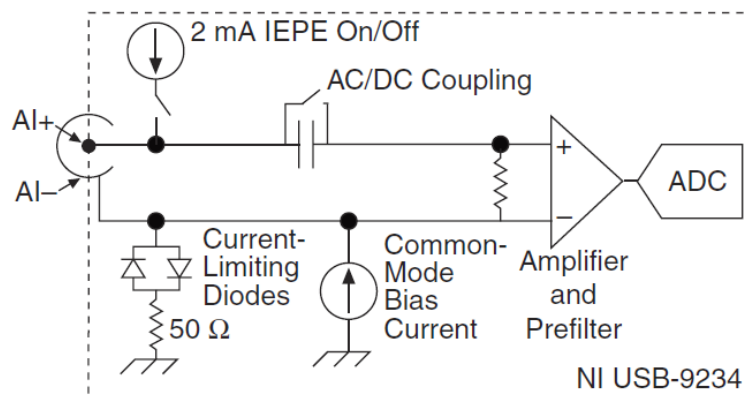 2 mA IEPE On/Off
AC/DC Coupling
AI+
AI–
+
–
ADC
Current-
Limiting
Diodes
Common-
Mode
Bias
Current
Amplifier
and
Prefilter
50 Ω
NI USB-9234